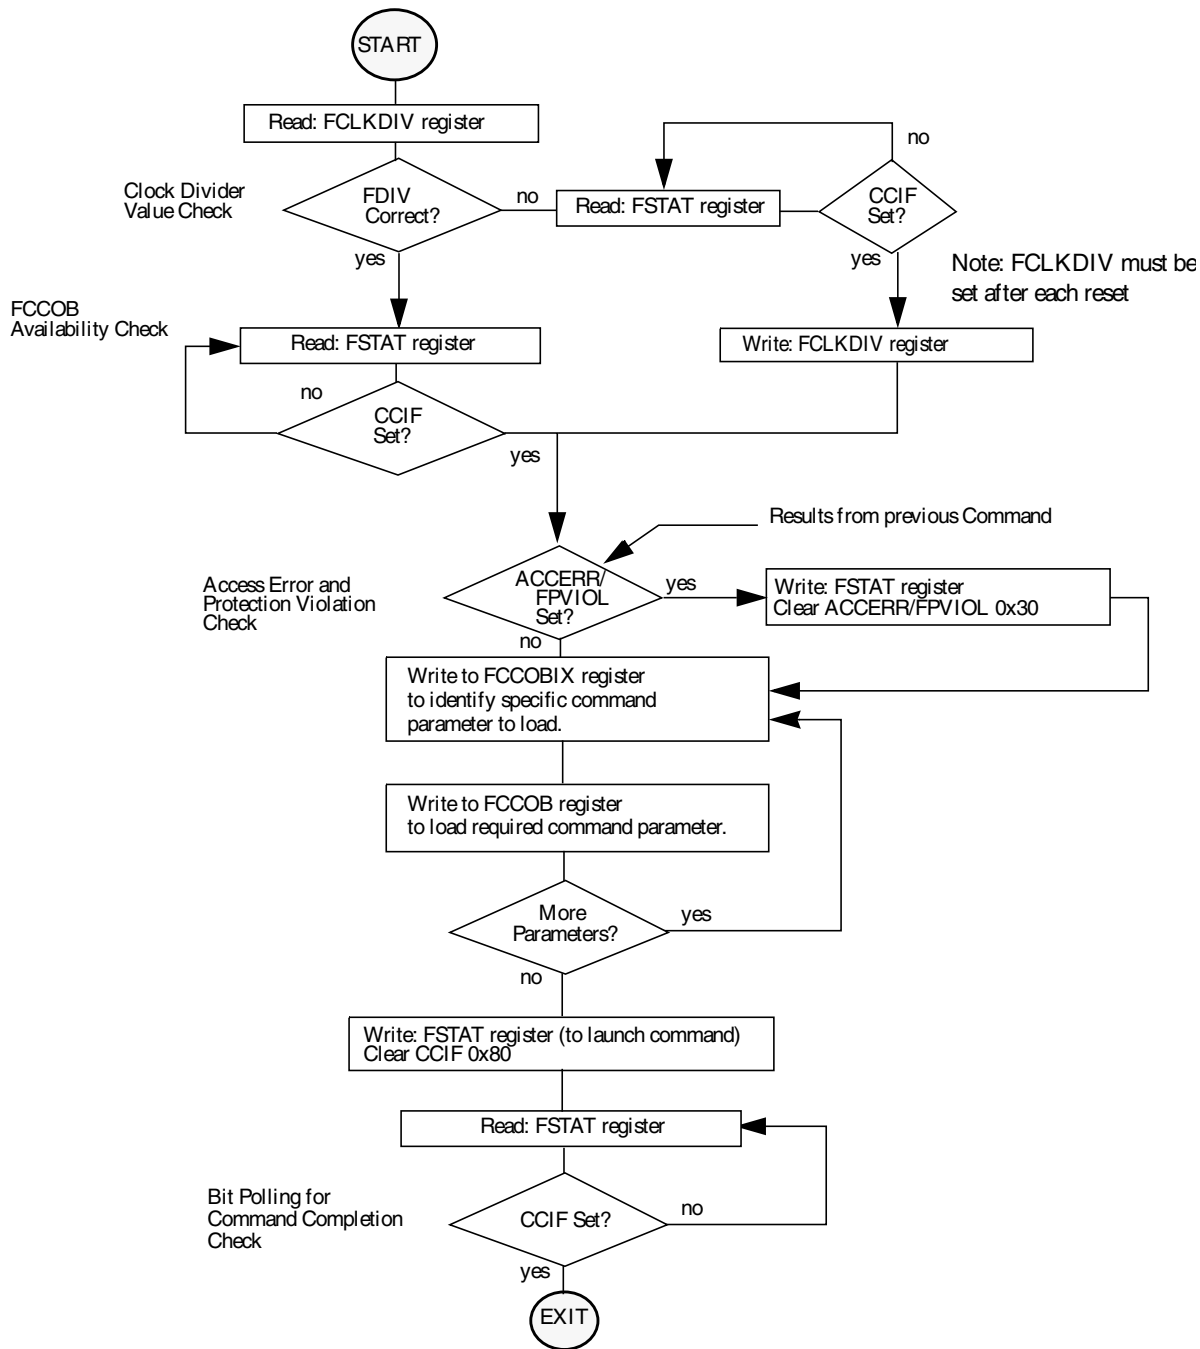 START
Read: FCLKDIV register
no
Clock Divider
Value Check
FDIV
Correct?
no
Read: FSTAT register
CCIF
Set?
yes
yes
Note: FCLKDIV must be
set after each reset
FCCOB
Availability Check
Read: FSTAT register
Write: FCLKDIV register
no
CCIF
Set?
yes
Results from previous Command
Access Error and
Protection Violation
Check
ACCERR/
FPVIOL
Set?
yes
Write: FSTAT register
Clear ACCERR/FPVIOL 0x30
no
Write to FCCOBIX register
to identify specific command
parameter to load.
Write to FCCOB register
to load required command parameter.
More
Parameters?
yes
no
Write: FSTAT register (to launch command)
Clear CCIF 0x80
Read: FSTAT register
Bit Polling for
Command Completion
Check
CCIF Set?
no
yes
EXIT